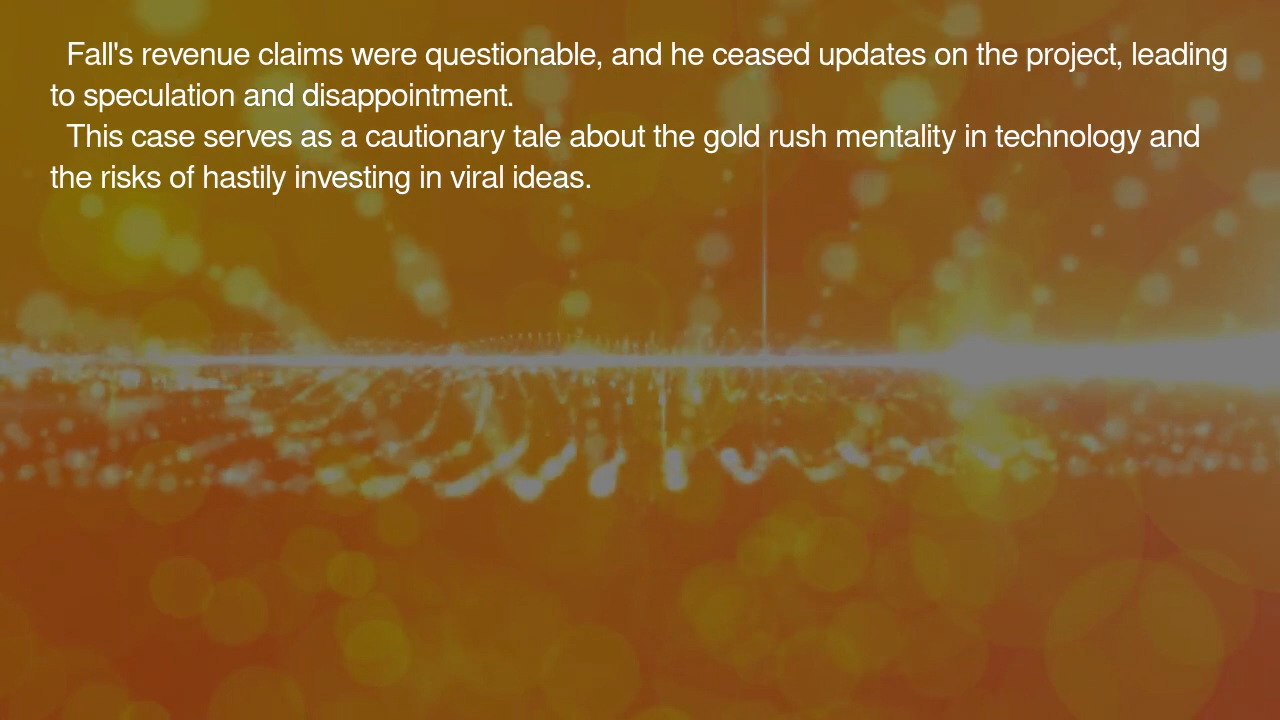 Fall's revenue claims were questionable, and he ceased updates on the project, leading
to speculation and disappointment.
This case serves as a cautionary tale about the gold rush mentality in technology and
the risks of hastily investing in viral ideas.